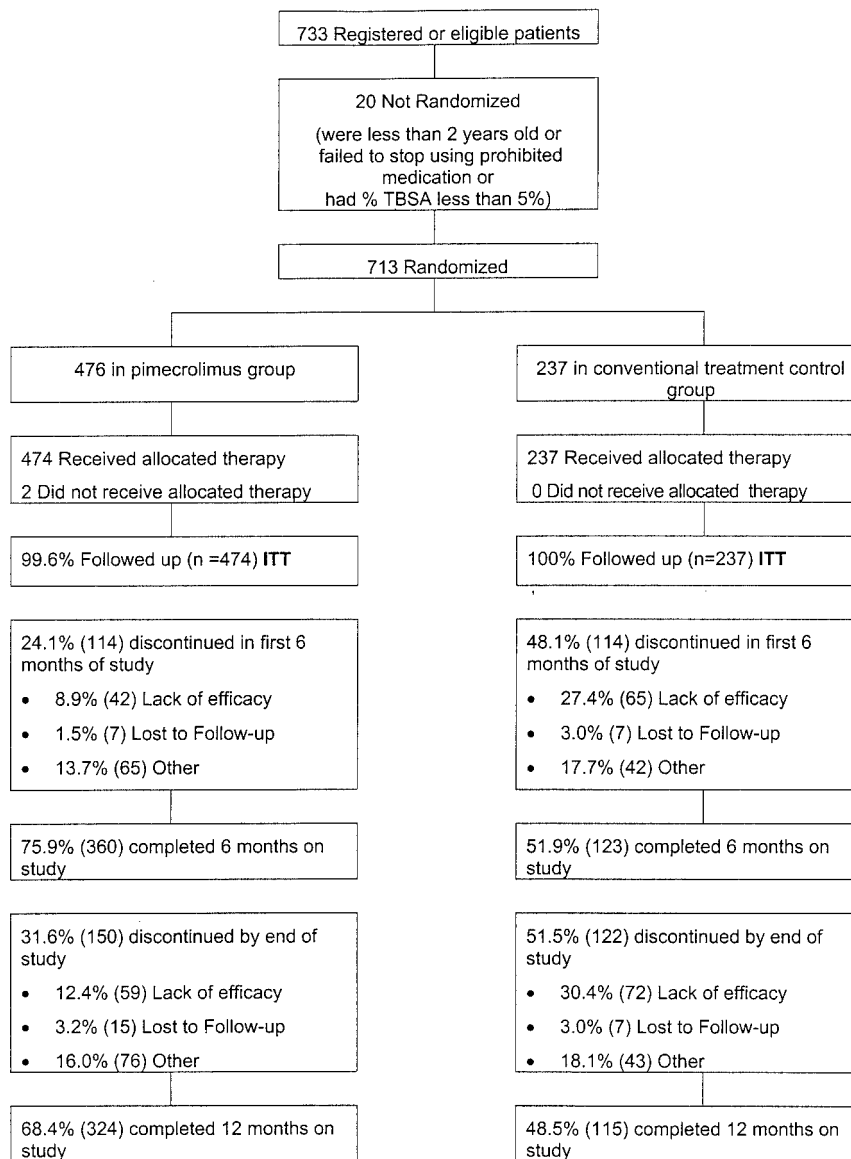 733 Registered or eligible patients
20 Not Randomized
(were less than 2 years old or
failed to stop using prohibited
medication or
had % TBSA less than 5%)
713 Randomized
476 in pimecrolimus group
237 in conventional treatment control
group
474 Received allocated therapy
2 Did not receive allocated therapy
237 Received allocated therapy
0 Did not receive allocated therapy
99.6% Followed up (n =474) ITT
100% Followed up (n=237) ITT
24.1% (114) discontinued in first 6
months of study
• 8.9% (42) Lack of efficacy
• 1.5% (7) Lost to Follow-up
• 13.7% (65) Other
48.1% (114) discontinued in first 6
months of study
• 27.4% (65) Lack of efficacy
• 3.0% (7) Lost to Follow-up
• 17.7% (42) Other
75.9% (360) completed 6 months on
study
51.9% (123) completed 6 months on
study
31.6% (150) discontinued by end of
study
• 12.4% (59) Lack of efficacy
• 3.2% (15) Lost to Follow-up
• 16.0% (76) Other
51.5% (122) discontinued by end of
study
• 30.4% (72) Lack of efficacy
• 3.0% (7) Lost to Follow-up
• 18.1% (43) Other
68.4% (324) completed 12 months on
study
48.5% (115) completed 12 months on
study